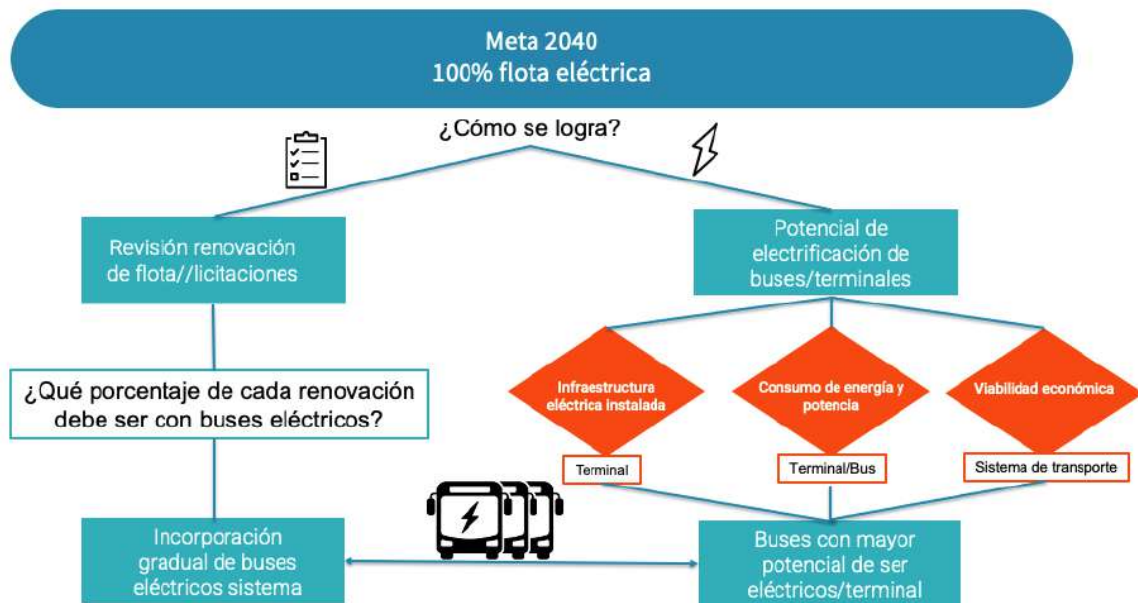 Meta 2040
100% flota eléctrica
¿Cómo se logra?
Revisión renovación
de flota//licitaciones
Potencial de
electrificación de
buses/terminales
¿Qué porcentaje de cada renovación
debe ser con buses eléctricos?
Infraestructura
eléctrica instalada
Consumo de energía y
potencia
Viabilidad económica
Terminal
Terminal/Bus
Sistema de transporte
Incorporación
gradual de buses
eléctricos sistema
Buses con mayor
potencial de ser
eléctricos/terminal